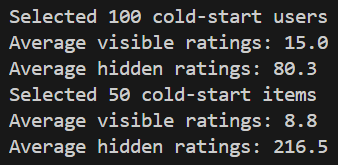 Selected 100 cold-start users
Average visible ratings: 15.0
Average hidden ratings: 80.3
Selected 50 cold-start items
Average visible ratings: 8.8
Average hidden ratings: 216.5